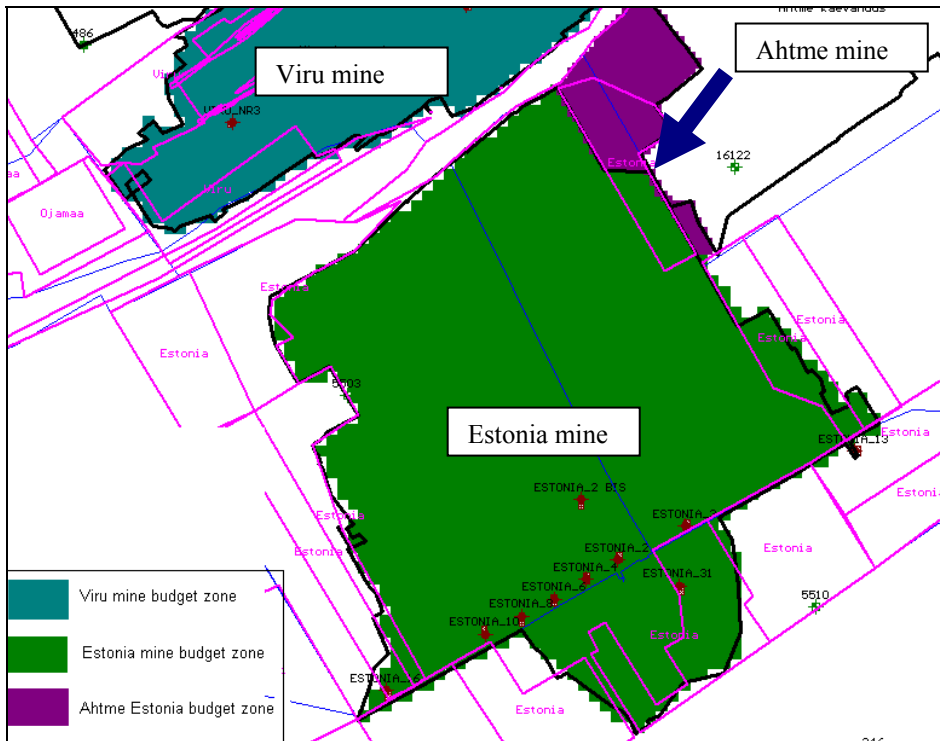 Ahtme kaevandus
486
Viru mine
Ahtme mine
Viru
VIRU_NR3
16122
Estonia
Viru
Ojamaa
aa
Estonia
Estonia
Estonia
Estonia
5503
Estonia mine
Estonia
ESTONIA_13
ESTONIA_2 BIS
Estonia
ESTONIA_3
Estonia
ESTONIA_2
Estonia
Estonia
ESTONIA_4
ESTONIA_31
ESTONIA_6
5510
ESTONIA_8
ESTONIA_10
Estonia
Viru mine budget zone
Estonia mine budget zone
Ahtme Estonia budget zone
Estonia